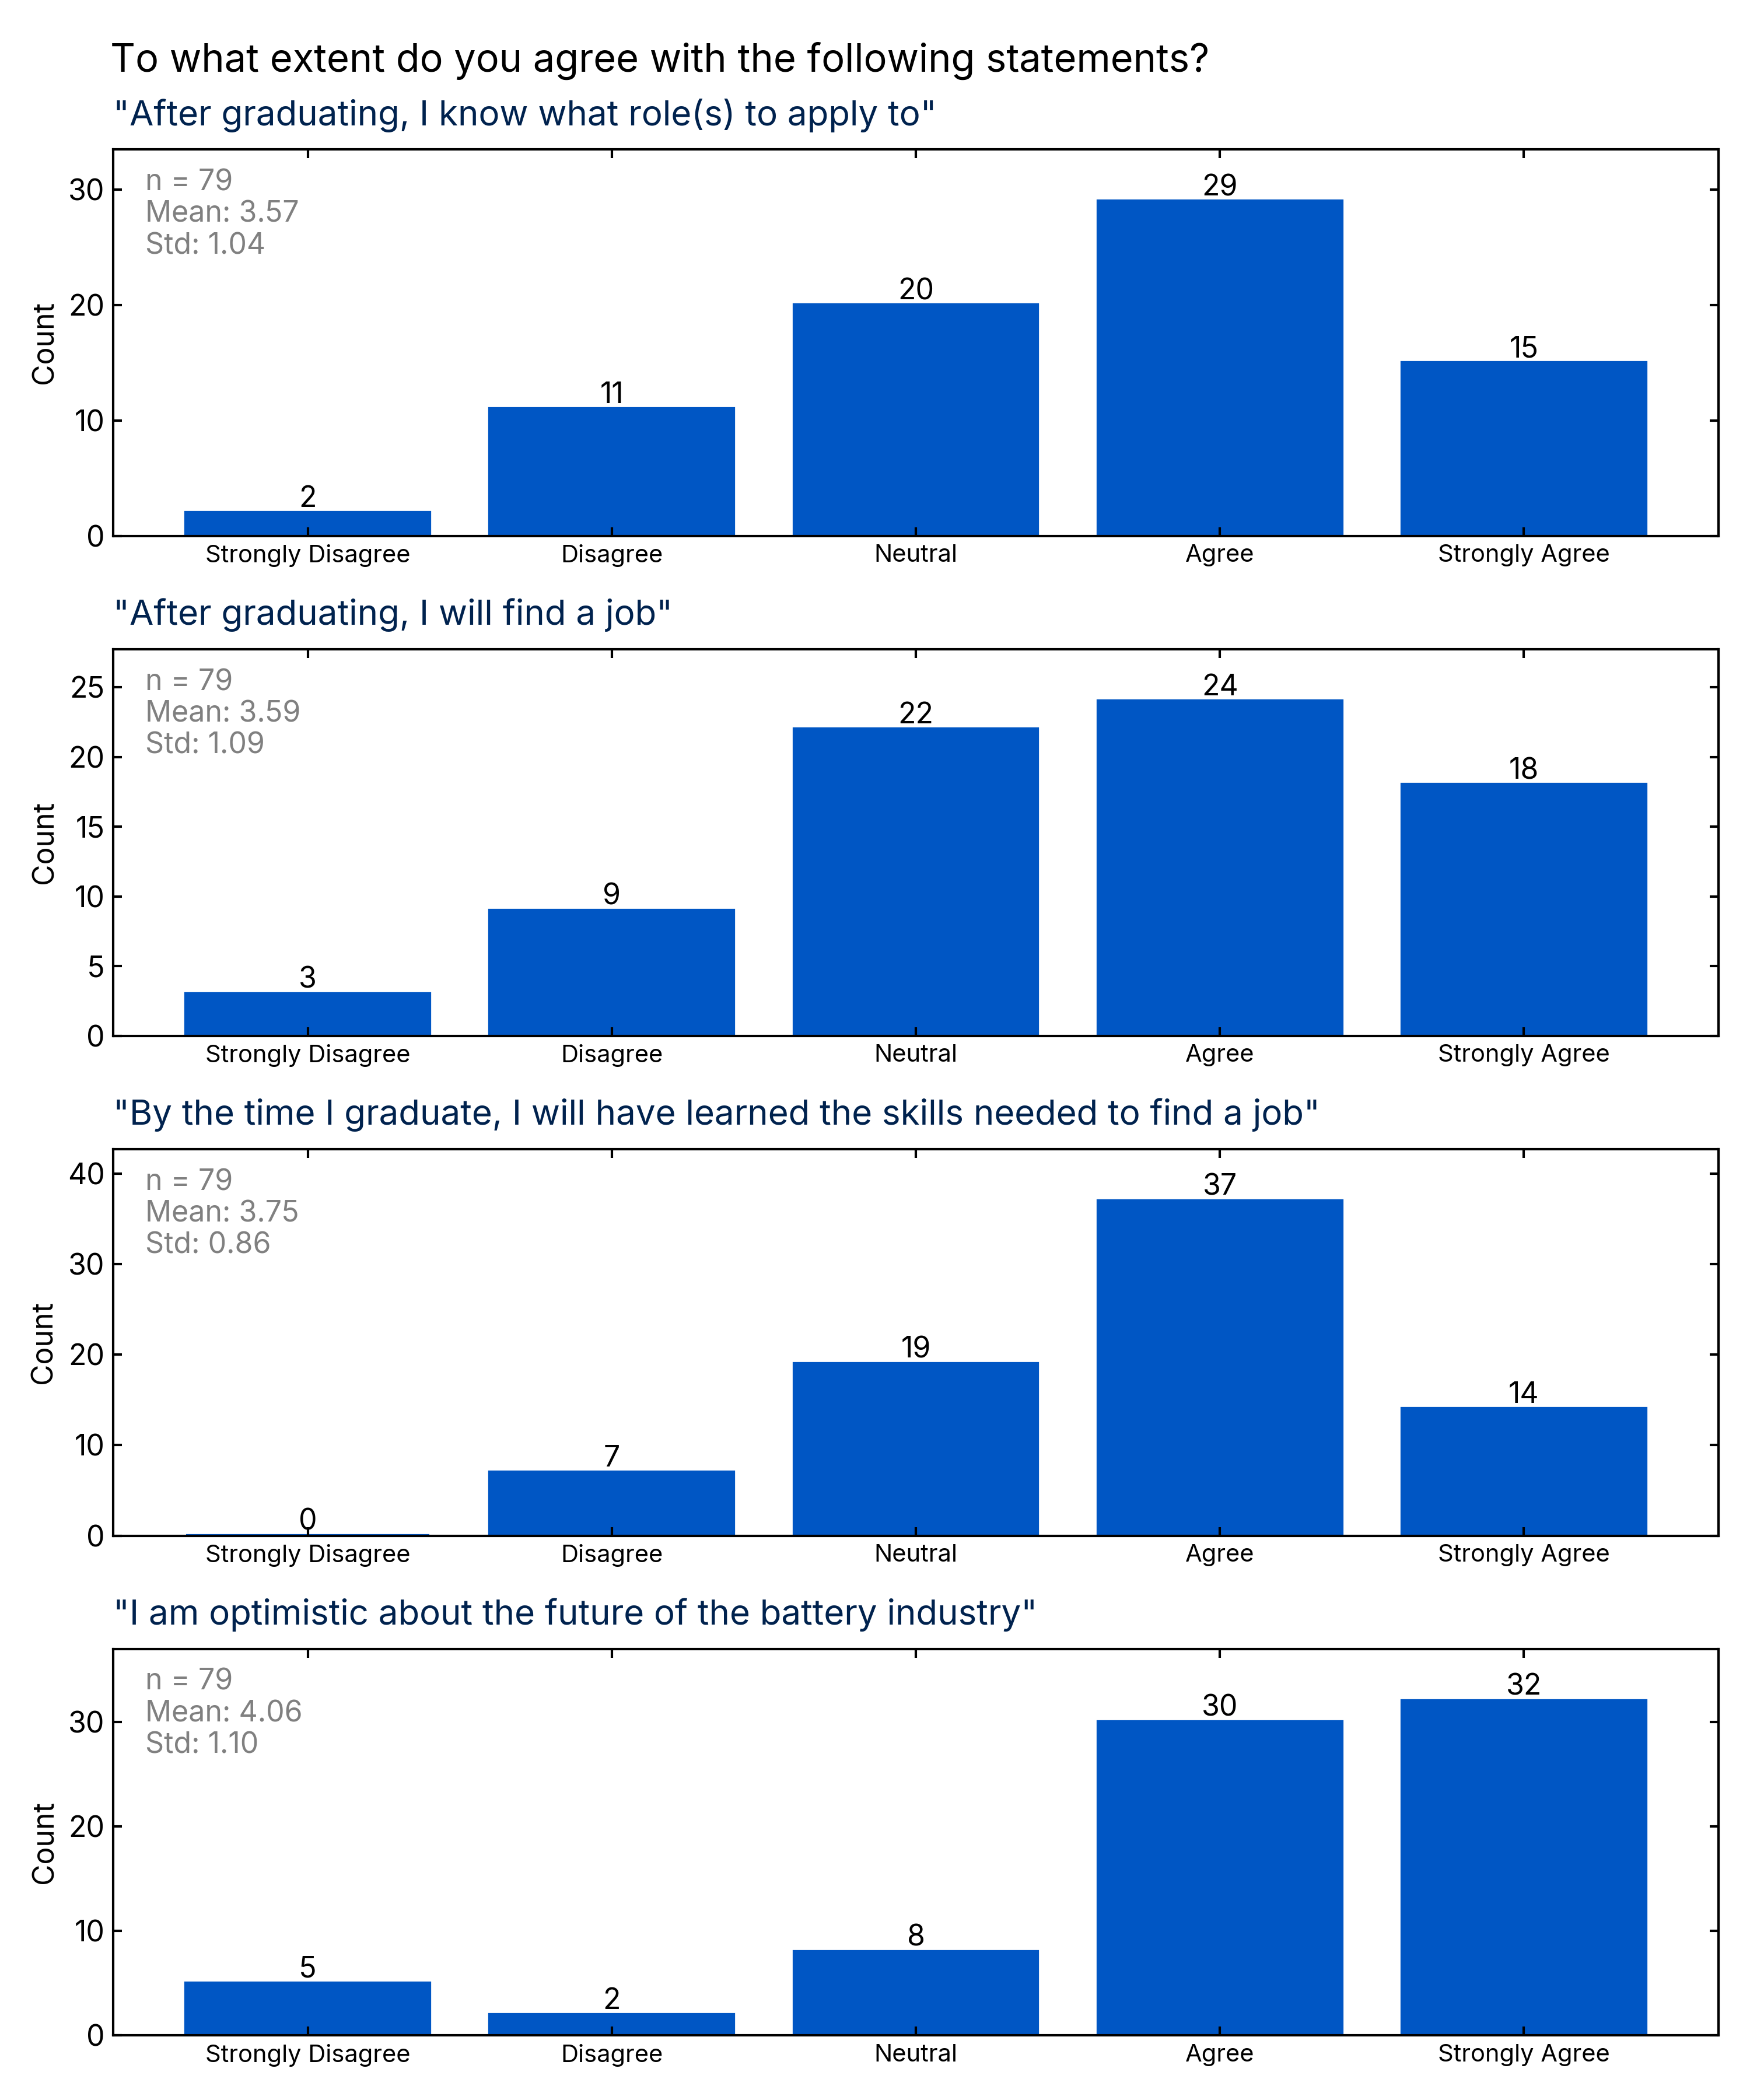 To what extent do you agree with the following statements?
"After graduating, I know what role(s) to apply to"
n = 79
Mean: 3.57
Std: 1.04
Count
30
20
10
0
2
11
20
29
15
Strongly Disagree
Disagree
Neutral
Agree
Strongly Agree
"After graduating, I will find a job"
n = 79
Mean: 3.59
Std: 1.09
Count
25
20
15
10
5
0
3
9
22
24
18
Strongly Disagree
Disagree
Neutral
Agree
Strongly Agree
"By the time I graduate, I will have learned the skills needed to find a job"
n = 79
Mean: 3.75
Std: 0.86
Count
40
30
20
10
0
0
7
19
37
14
Strongly Disagree
Disagree
Neutral
Agree
Strongly Agree
"I am optimistic about the future of the battery industry"
n = 79
Mean: 4.06
Std: 1.10
Count
30
20
10
0
5
2
8
30
32
Strongly Disagree
Disagree
Neutral
Agree
Strongly Agree